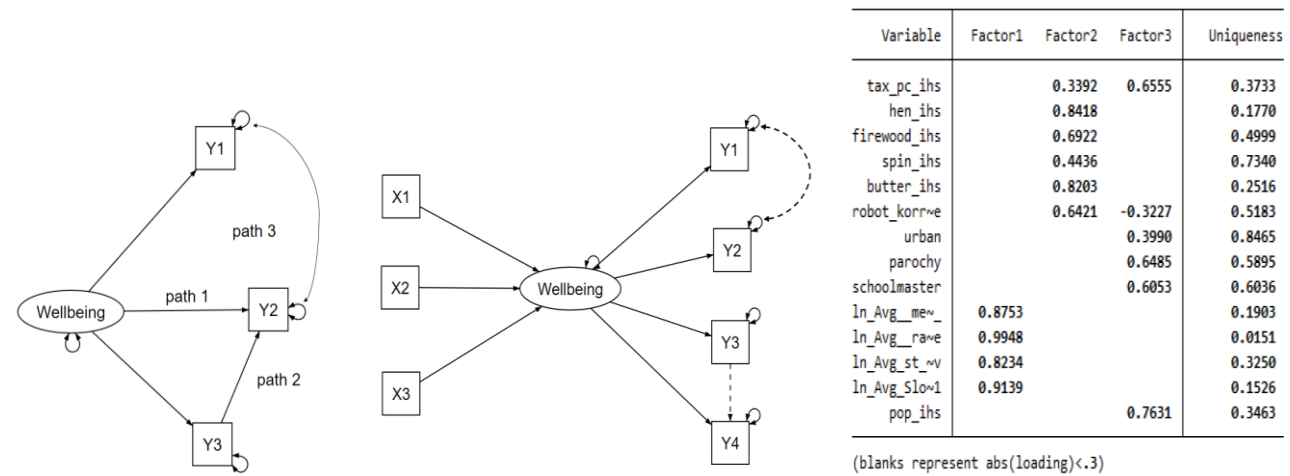 Y1
path 3
Wellbeing
path 1
Y2
path 2
Y3
X1
X2
X3
Wellbeing
Y1
Y2
Y3
Y4
Variable Factor1 Factor2 Factor3 Uniqueness
tax_pc_ihs 0.3392 0.6555 0.3733
hen_ihs 0.8418 0.1770
firewood_ihs 0.6922 0.4999
spin_ihs 0.4436 0.7340
butter_ihs 0.8203 0.2516
robot_korr~e 0.6421 -0.3227 0.5183
urban 0.3990 0.8465
parochy 0.6485 0.5895
schoolmaster 0.6053 0.6036
ln_Avg__me~_ 0.8753 0.1903
ln_Avg__ra~e 0.9948 0.0151
ln_Avg_st_~v 0.8234 0.3250
ln_Avg_Slo~1 0.9139 0.1526
pop_ihs 0.7631 0.3463
(blanks represent abs(loading)<.3)